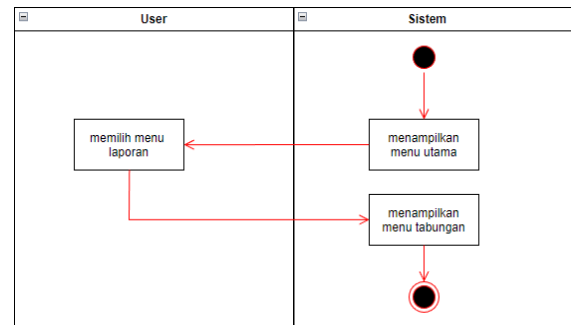 User
Sistem
memilih menu
laporan
menampilkan
menu utama
menampilkan
menu tabungan